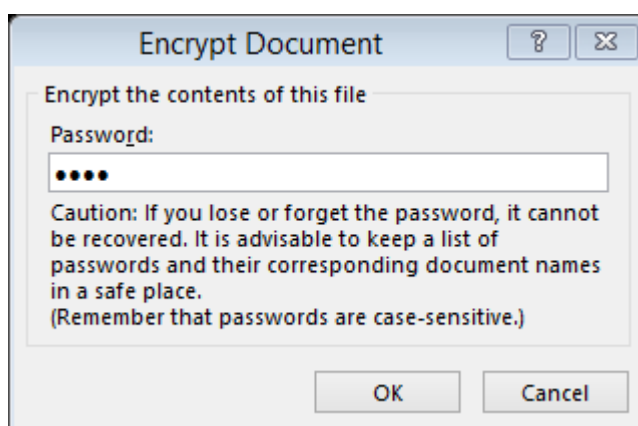 Encrypt Document
Encrypt the contents of this file
Password:
••••
Caution: If you lose or forget the password, it cannot
be recovered. It is advisable to keep a list of
passwords and their corresponding document names
in a safe place.
(Remember that passwords are case-sensitive.)
OK Cancel